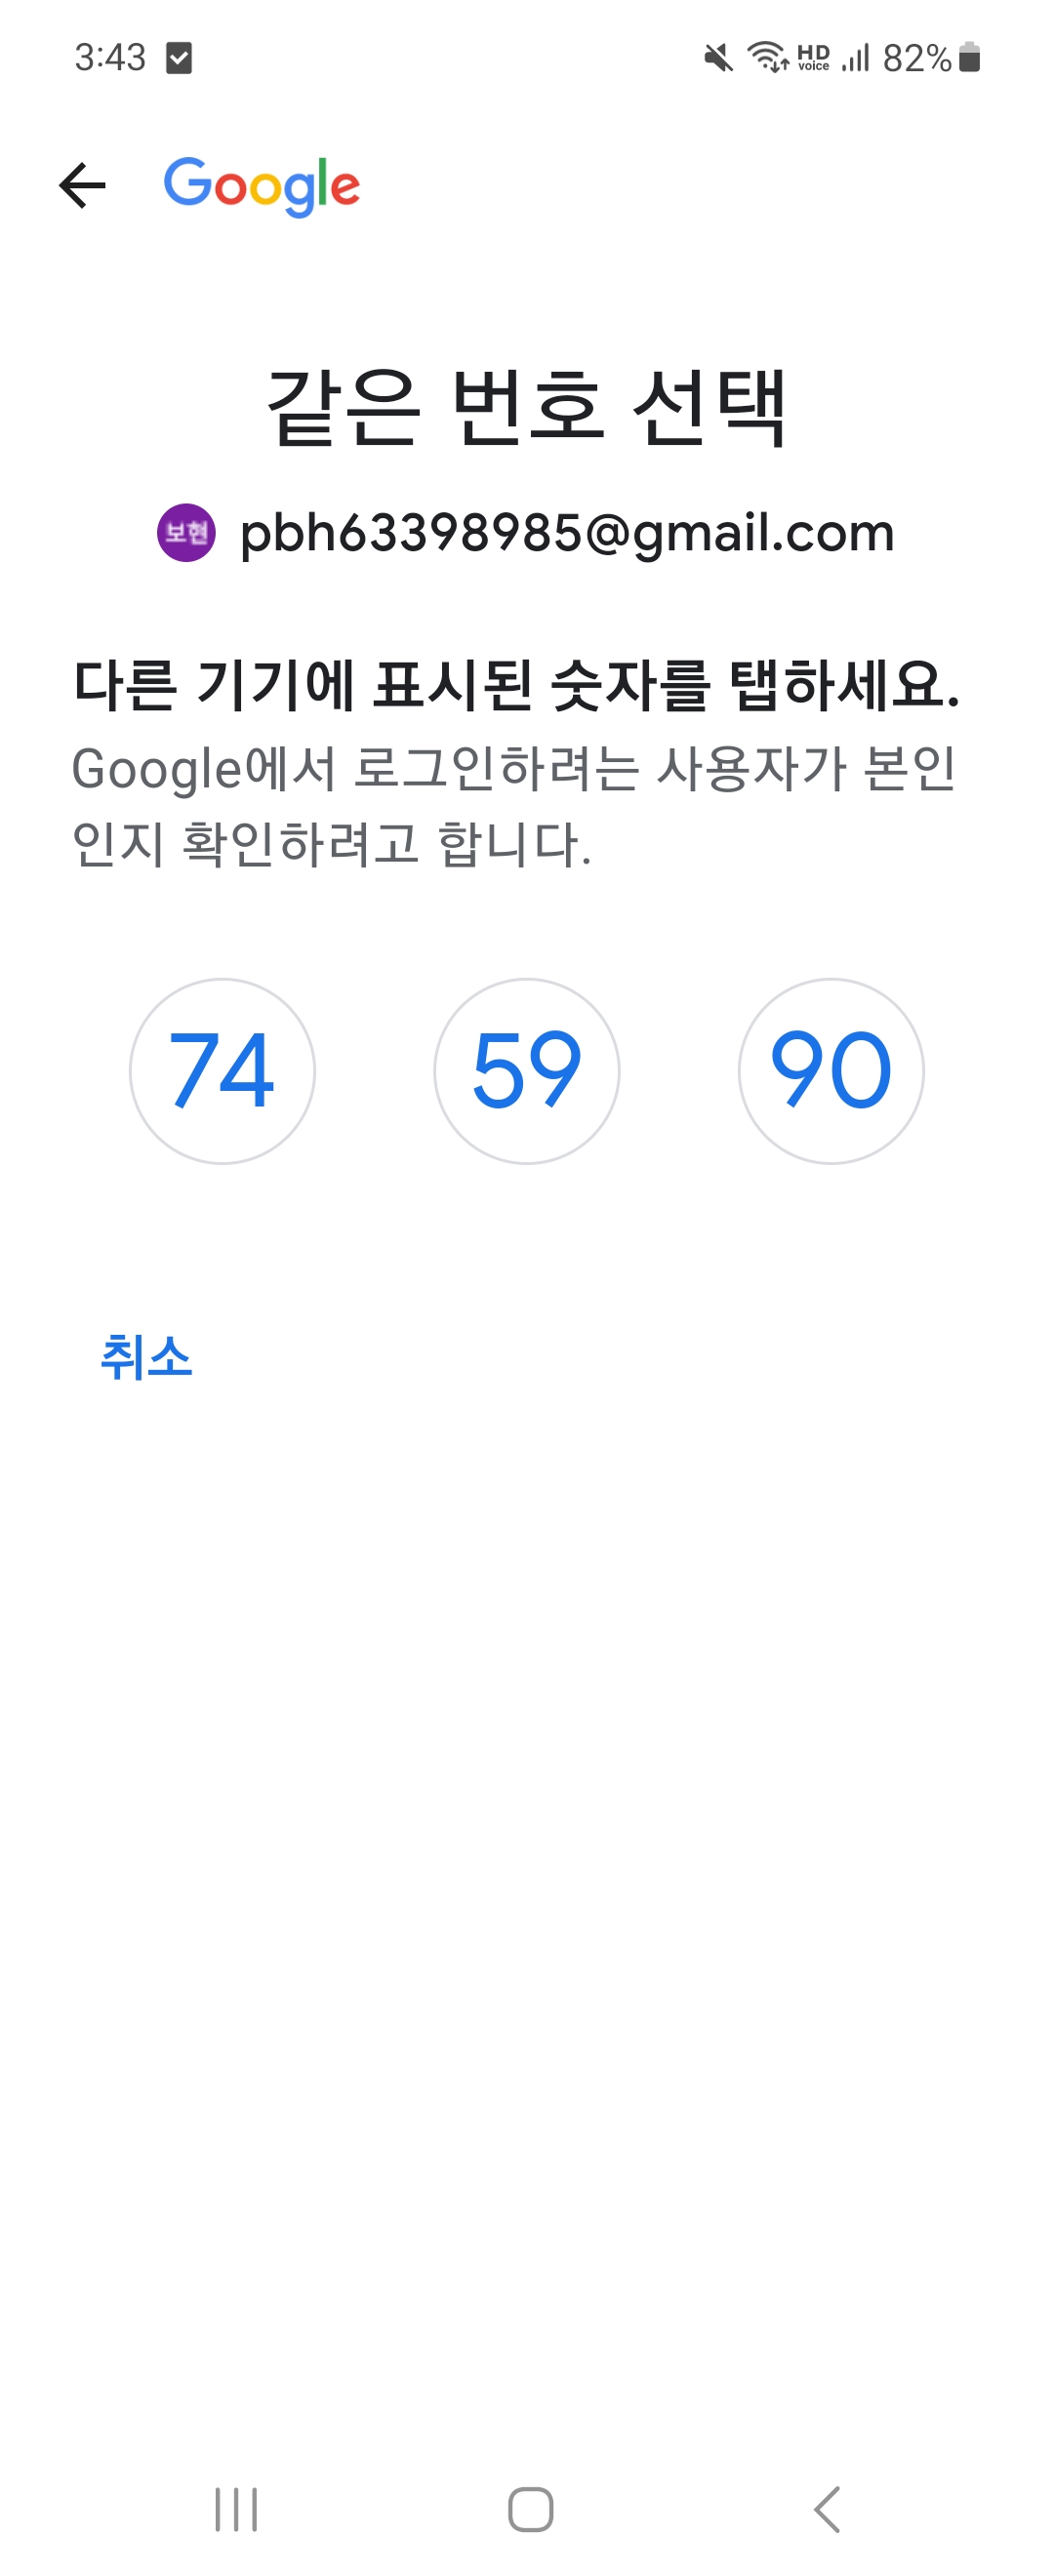 3:43 HD voice 82%
Google
같은 번호 선택
보현 pbh63398985@gmail.com
다른 기기에 표시된 숫자를 탭하세요.
Google에서 로그인하려는 사용자가 본인
인지 확인하려고 합니다.
74 59 90
취소